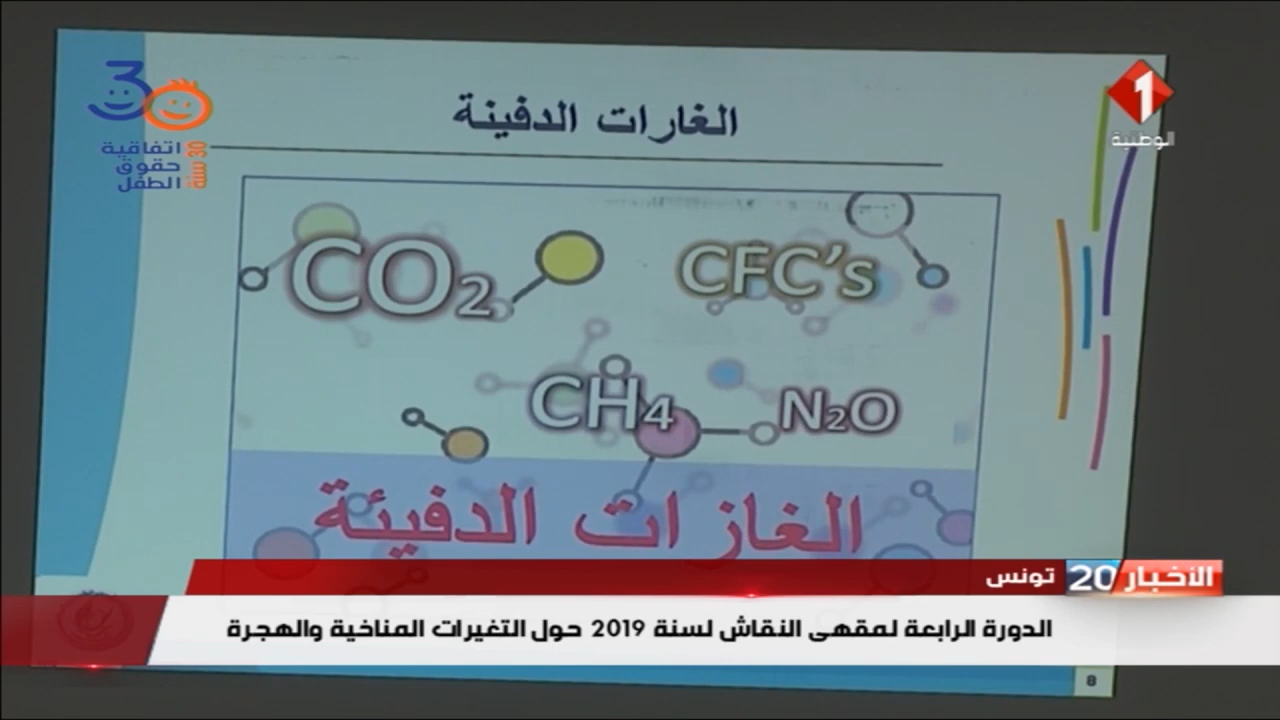 الغارات الدفينة
30
اتفاقية
حقوق
الطفل
30 سنة
1
الوطنية
CO2
CFC's
CH4
N2O
الغازات الدفيئة
الأخبار 20 تونس
الدورة الرابعة لمقهى النقاش لسنة 2019 حول التغيرات المناخية والهجرة
8